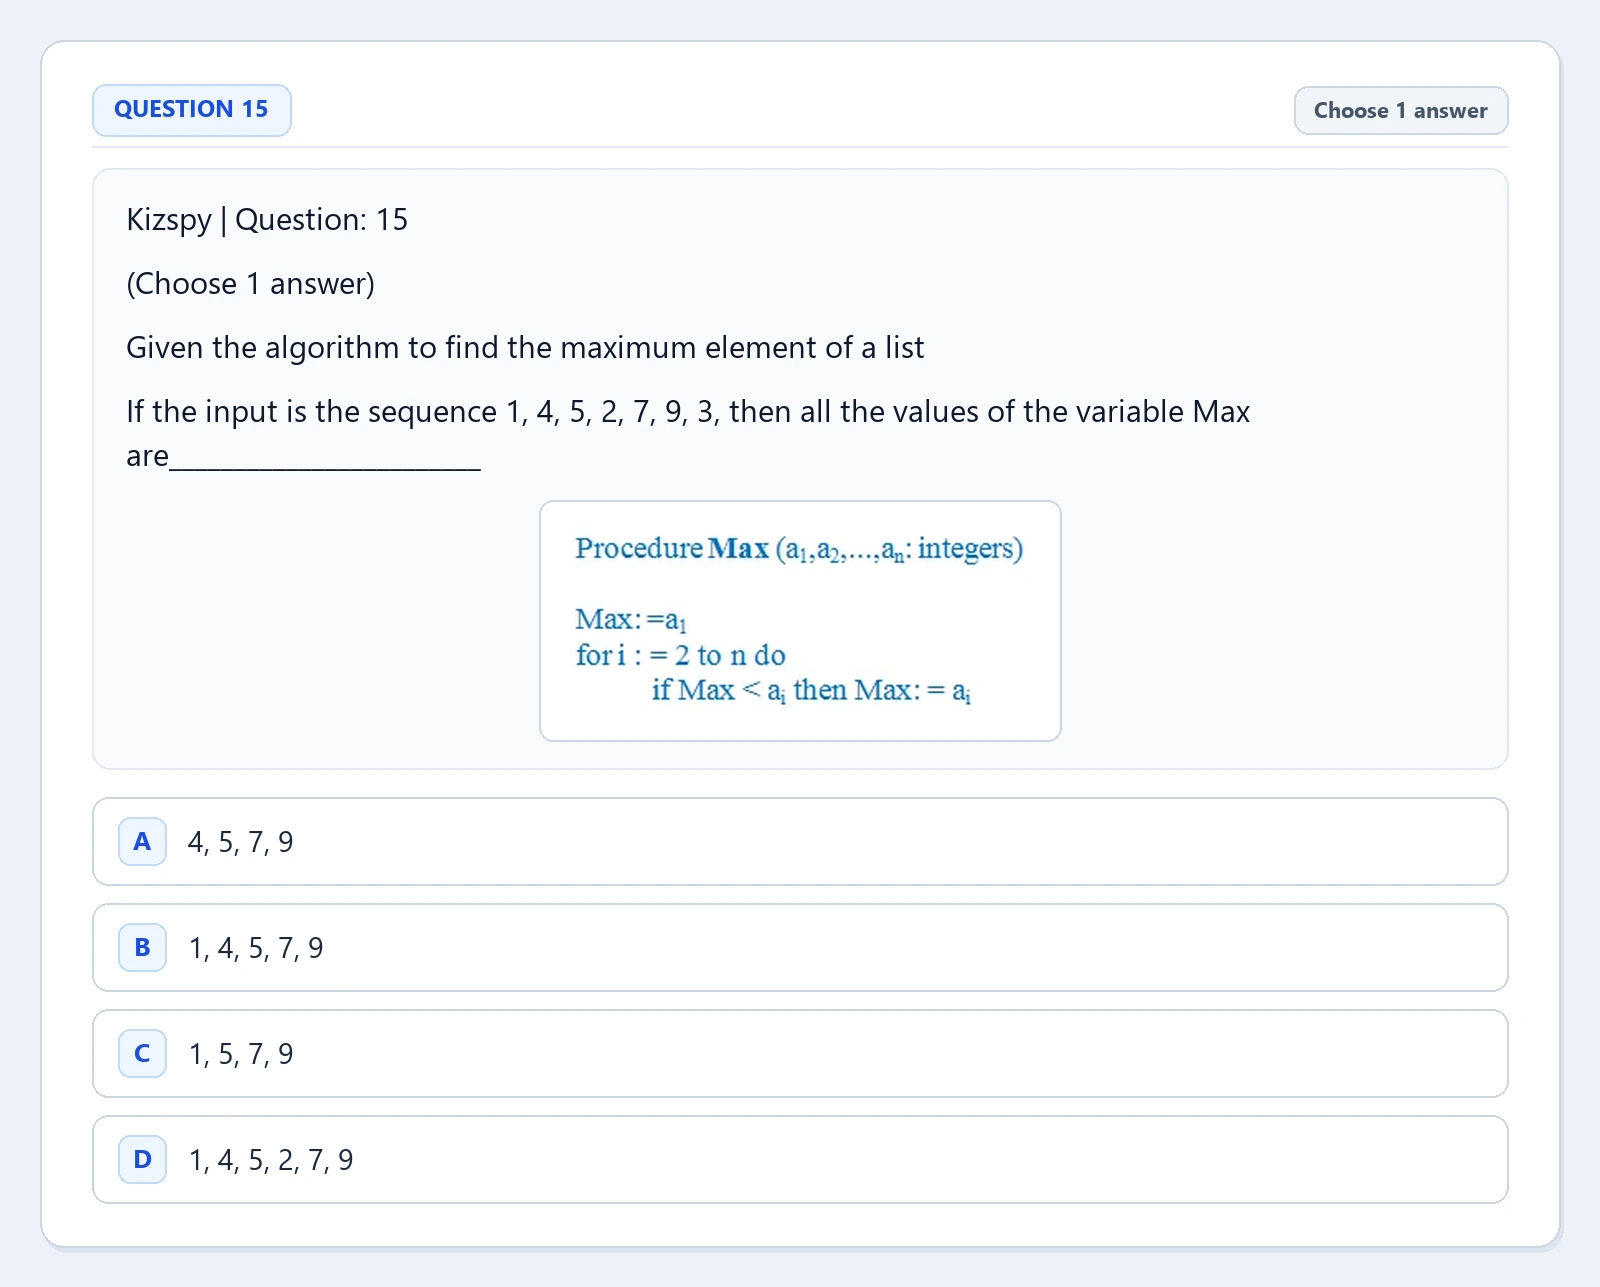 QUESTION 15
Choose 1 answer
Kizspy | Question: 15
(Choose 1 answer)
Given the algorithm to find the maximum element of a list
If the input is the sequence 1, 4, 5, 2, 7, 9, 3, then all the values of the variable Max
are________________________
Procedure Max (a₁,a₂,...,aₙ: integers)
Max: =a₁
for i : = 2 to n do
if Max < aᵢ then Max: = aᵢ
A 4, 5, 7, 9
B 1, 4, 5, 7, 9
C 1, 5, 7, 9
D 1, 4, 5, 2, 7, 9